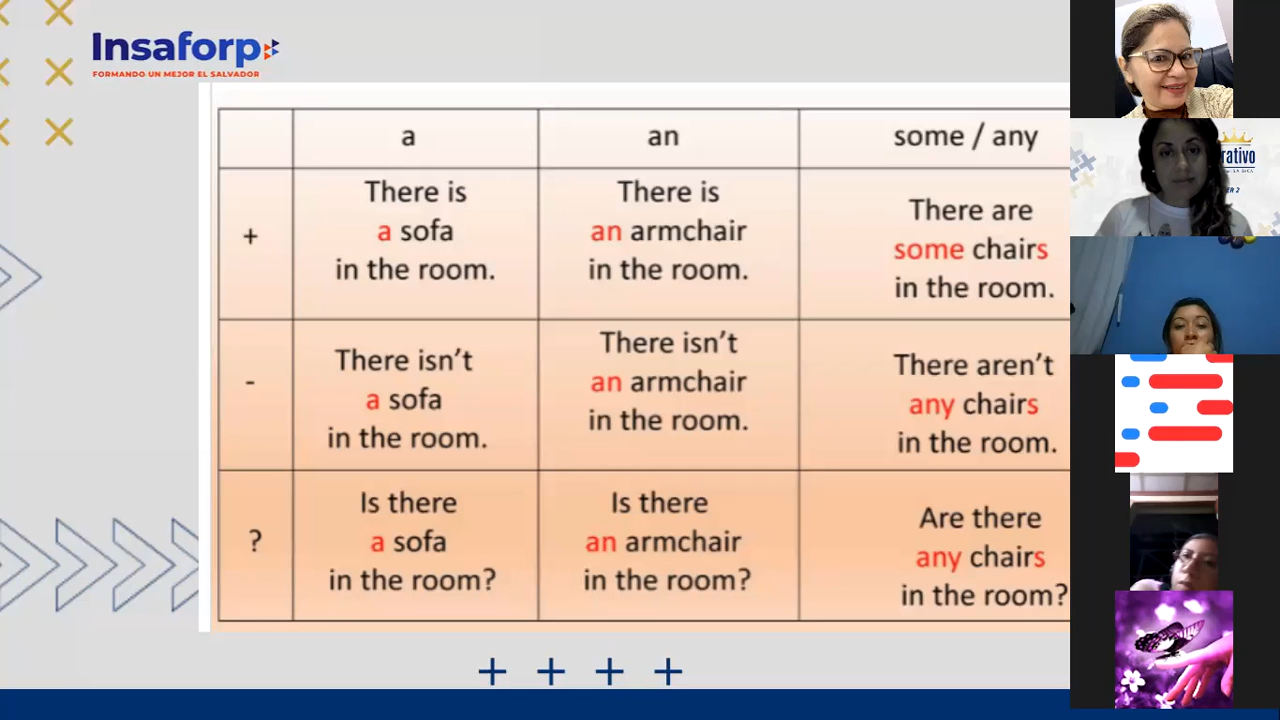 Insaforp
FORMANDO UN MEJOR EL SALVADOR
a
an
some / any
+
There is
a sofa
in the room.
There is
an armchair
in the room.
There are
some chairs
in the room.
-
There isn't
a sofa
in the room.
There isn't
an armchair
in the room.
There aren't
any chairs
in the room.
?
Is there
a sofa
in the room?
Is there
an armchair
in the room?
Are there
any chairs
in the room?
rativo